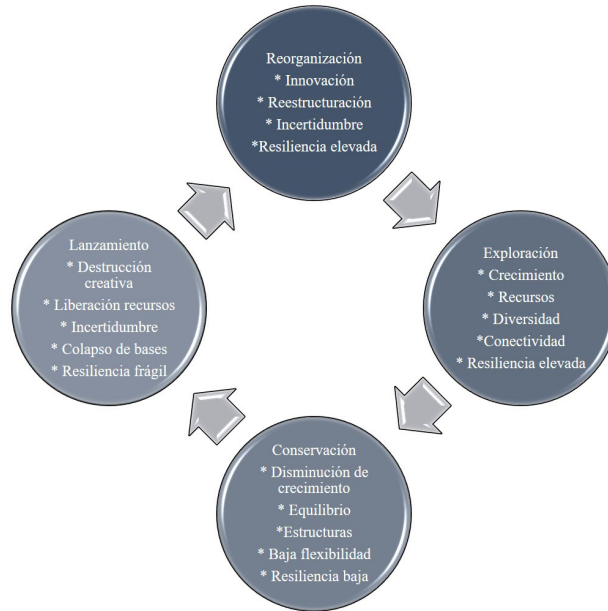 Reorganización
* Innovación
* Reestructuración
* Incertidumbre
*Resiliencia elevada
Exploración
* Crecimiento
* Recursos
* Diversidad
*Conectividad
* Resiliencia elevada
Conservación
* Disminución de
crecimiento
* Equilibrio
*Estructuras
* Baja flexibilidad
* Resiliencia baja
Lanzamiento
* Destrucción
creativa
* Liberación recursos
* Incertidumbre
* Colapso de bases
* Resiliencia frágil